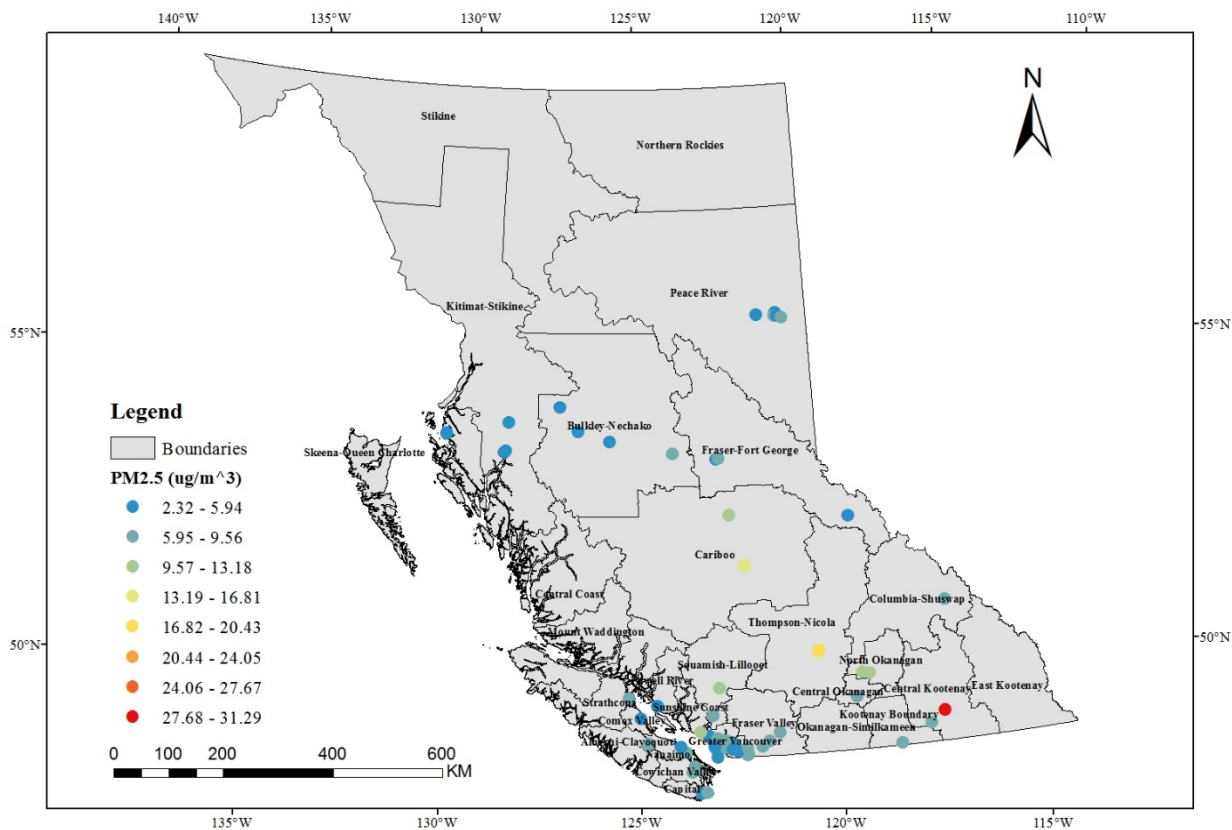 140°W 135°W 130°W 125°W 120°W 115°W 110°W
N
Stikine
Northern Rockies
Peace River
Kitimat-Stikine
55°N 55°N
Legend
Boundaries
PM2.5 (ug/m^3)
2.32 - 5.94
5.95 - 9.56
9.57 - 13.18
13.19 - 16.81
16.82 - 20.43
20.44 - 24.05
24.06 - 27.67
27.68 - 31.29
Bulkley-Nechako
Skeena-Queen Charlotte
Fraser-Fort George
Cariboo
Central Coast
Columbia-Shuswap
Thompson-Nicola
Mount Waddington
50°N 50°N
Squamish-Lillooet
North Okanagan
Strathcona
Sunshine Coast
Central Okanagan
Central Kootenay
East Kootenay
Comox Valley
Kootenay Boundary
Fraser Valley
Okanagan-Similkameen
Greater Vancouver
Nanaimo
Cowichan Valley
Capital
0 100 200 400 600
KM
135°W 130°W 125°W 120°W 115°W